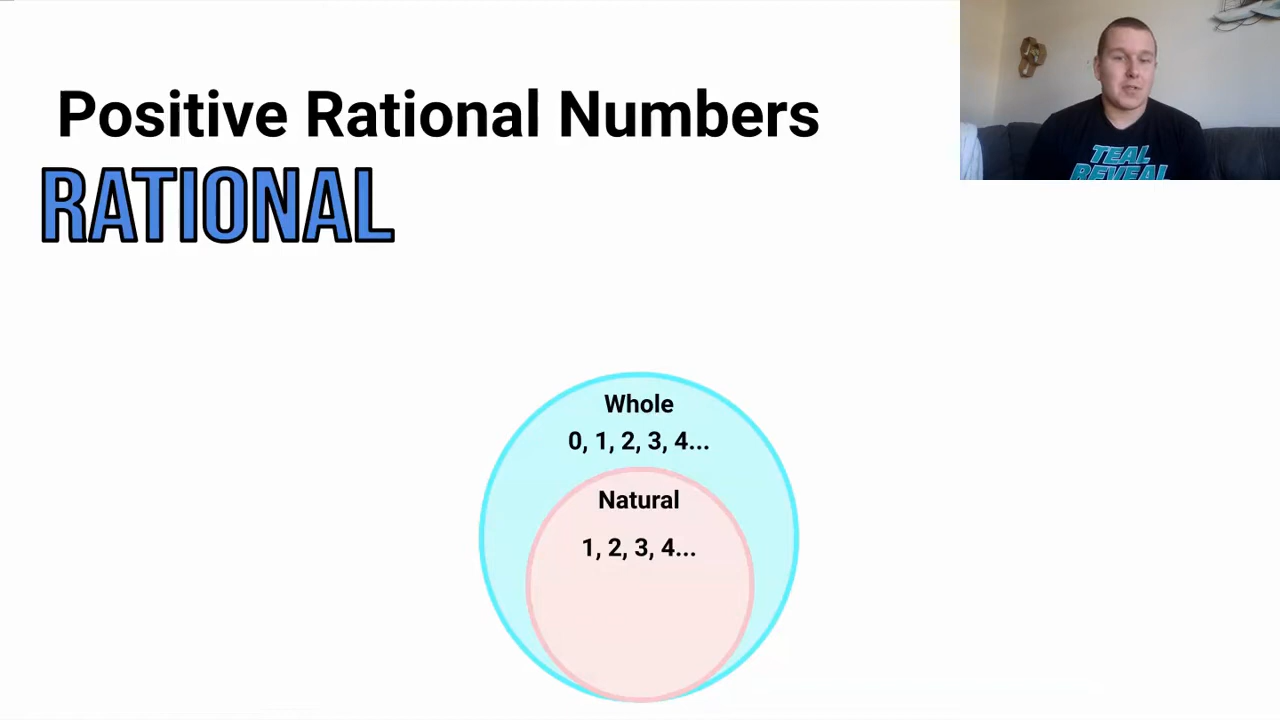 Positive Rational Numbers
RATIONAL
TEAL
REVEAL
Whole
0, 1, 2, 3, 4...
Natural
1, 2, 3, 4...